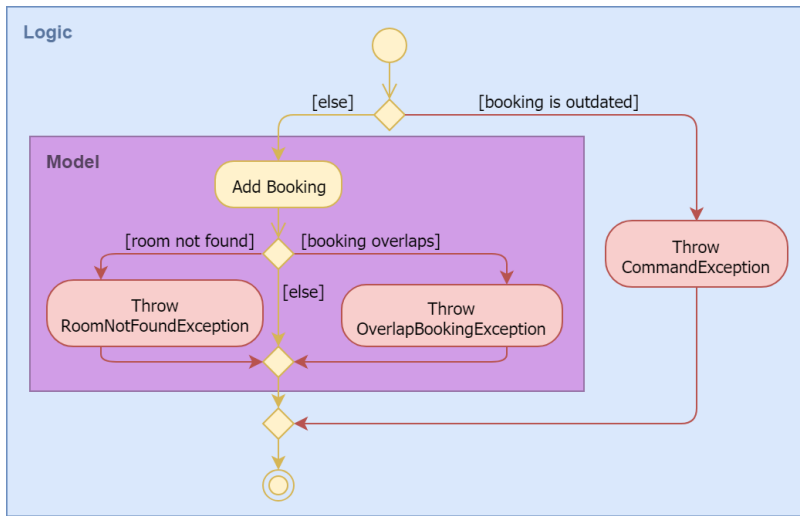 Logic
[else]
[booking is outdated]
Model
Add Booking
[room not found]
[booking overlaps]
Throw
CommandException
[else]
Throw
RoomNotFoundException
Throw
OverlapBookingException